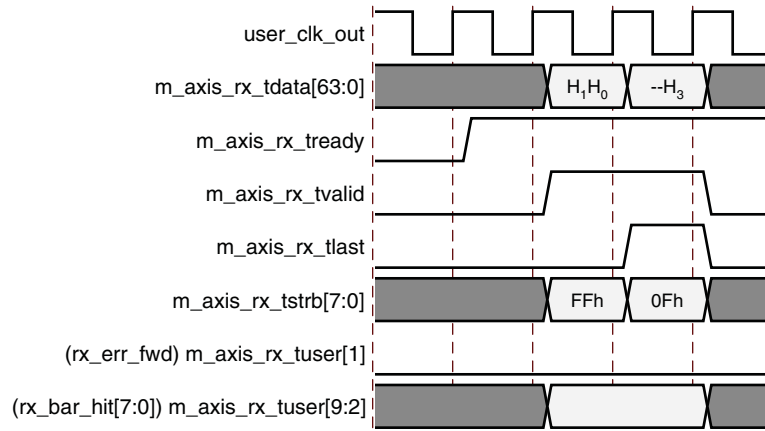 user_clk_out
m_axis_rx_tdata[63:0] H₁H₀ --H₃
m_axis_rx_tready
m_axis_rx_tvalid
m_axis_rx_tlast
m_axis_rx_tstrb[7:0] FFh 0Fh
(rx_err_fwd) m_axis_rx_tuser[1]
(rx_bar_hit[7:0]) m_axis_rx_tuser[9:2]